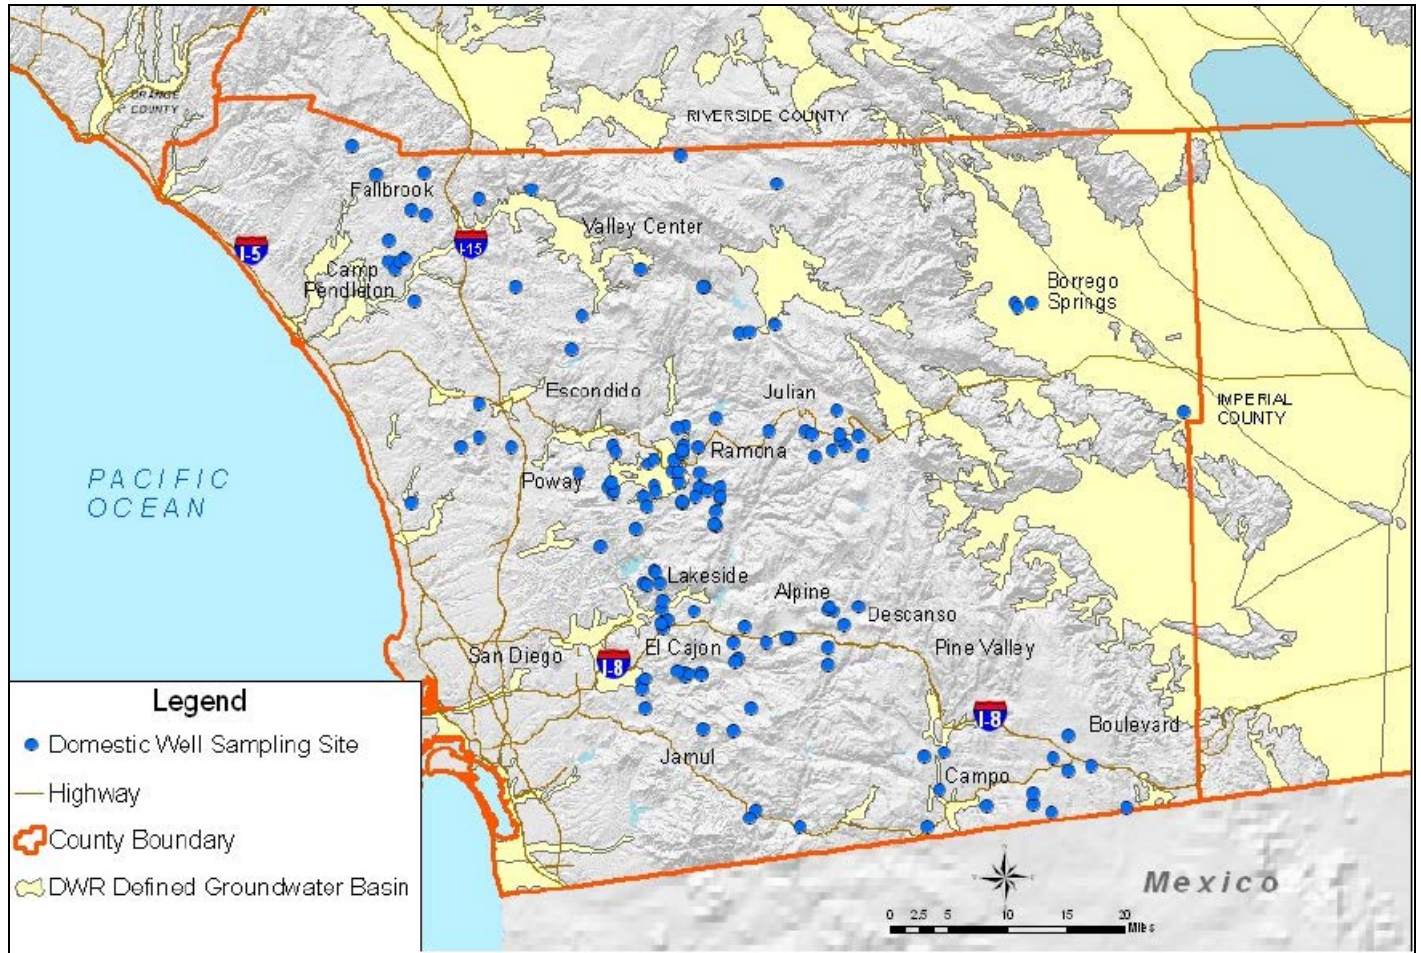 ORANGE
COUNTY
RIVERSIDE COUNTY
Fallbrook
Valley Center
I-5
I-15
Camp
Pendleton
Borrego
Springs
Escondido
Julian
IMPERIAL
COUNTY
PACIFIC
OCEAN
Ramona
Poway
Lakeside
Alpine
Descanso
San Diego
El Cajon
Pine Valley
I-8
I-8
Boulevard
Jamul
Campo
Legend
Domestic Well Sampling Site
Highway
County Boundary
DWR Defined Groundwater Basin
Mexico
0 2.5 5 10 15 20
Miles